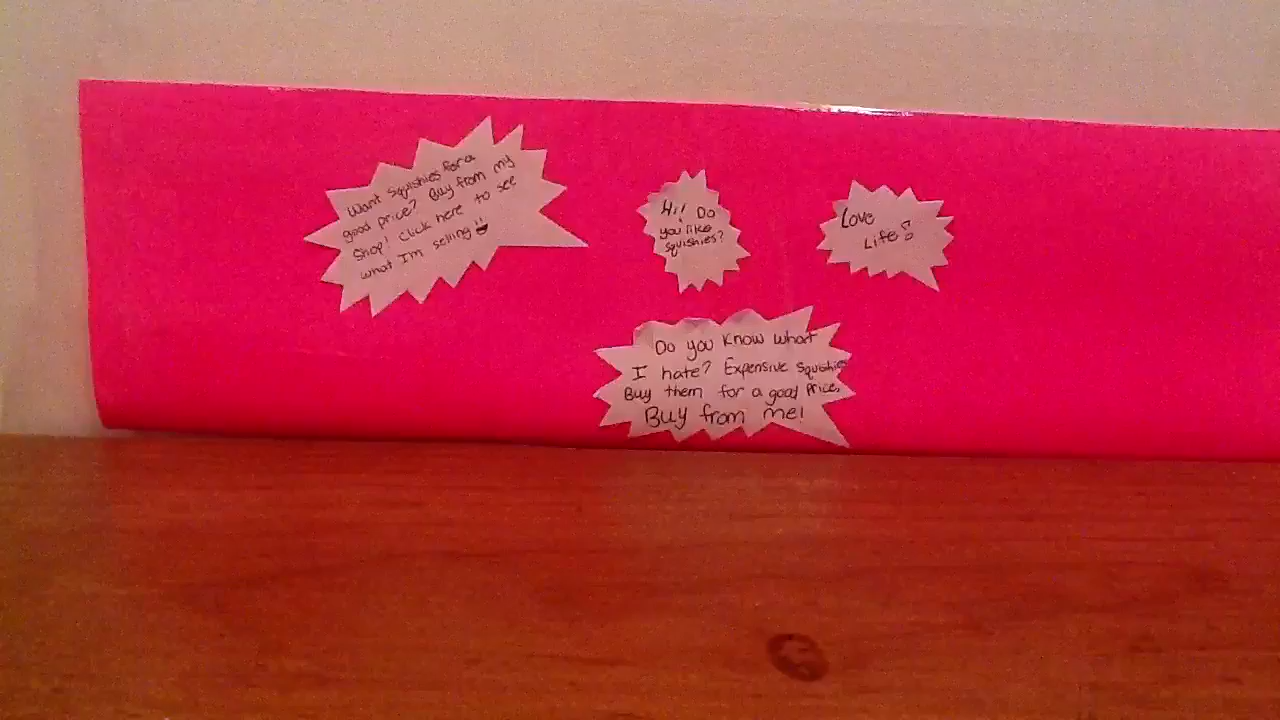 Want Squishies for a
good price? Buy from my
Shop! Click here to see
what I'm selling
Hi! Do
you like
squishies?
Love
Life
Do you know what
I hate? Expensive squishies
Buy them for a good Price,
Buy from me!